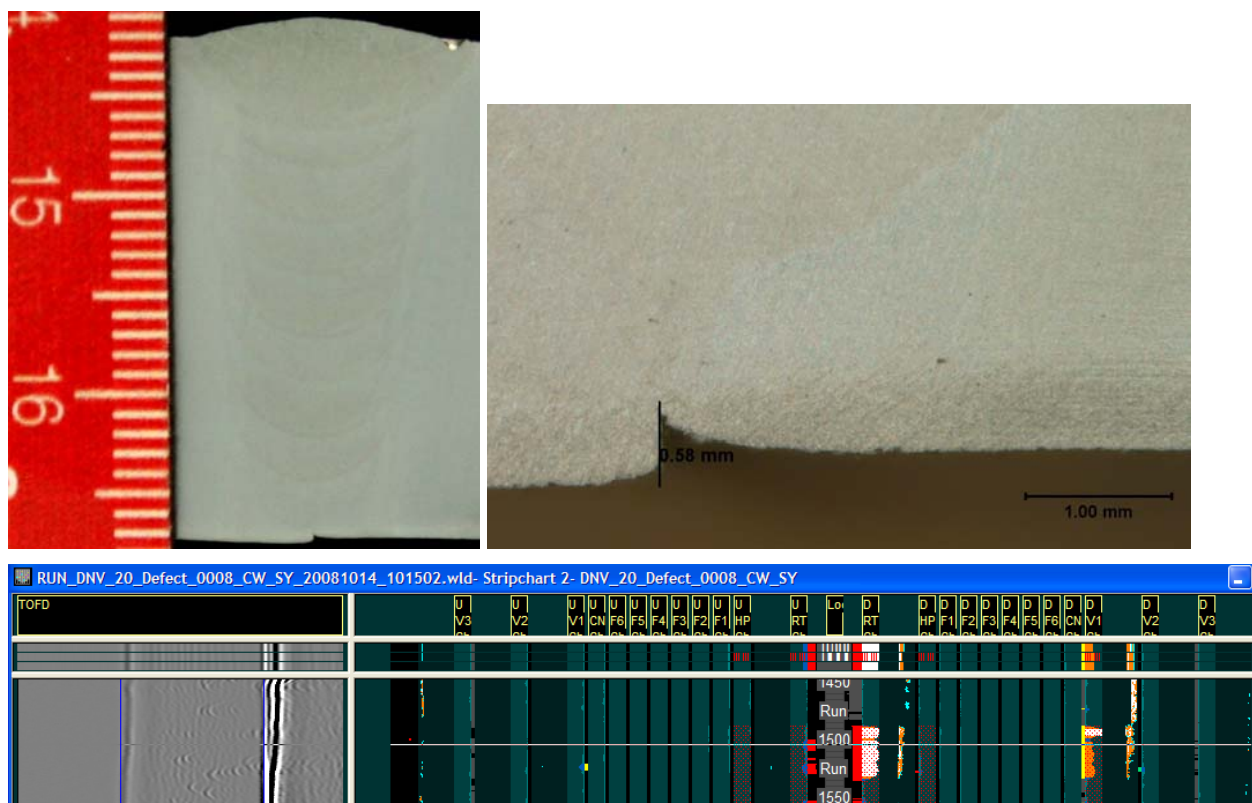 15
16
0.58 mm
1.00 mm
RUN_DNV_20_Defect_0008_CW_SY_20081014_101502.wld- Stripchart 2- DNV_20_Defect_0008_CW_SY
TOFD
U U U U U U U U U U U U D D D D D D D D D D D D
V3 V2 V1 CN F6 F5 F4 F3 F2 F1 HP RT RT HP F1 F2 F3 F4 F5 F6 CN V1 V2 V3
1450
Run
1500
Run
1550